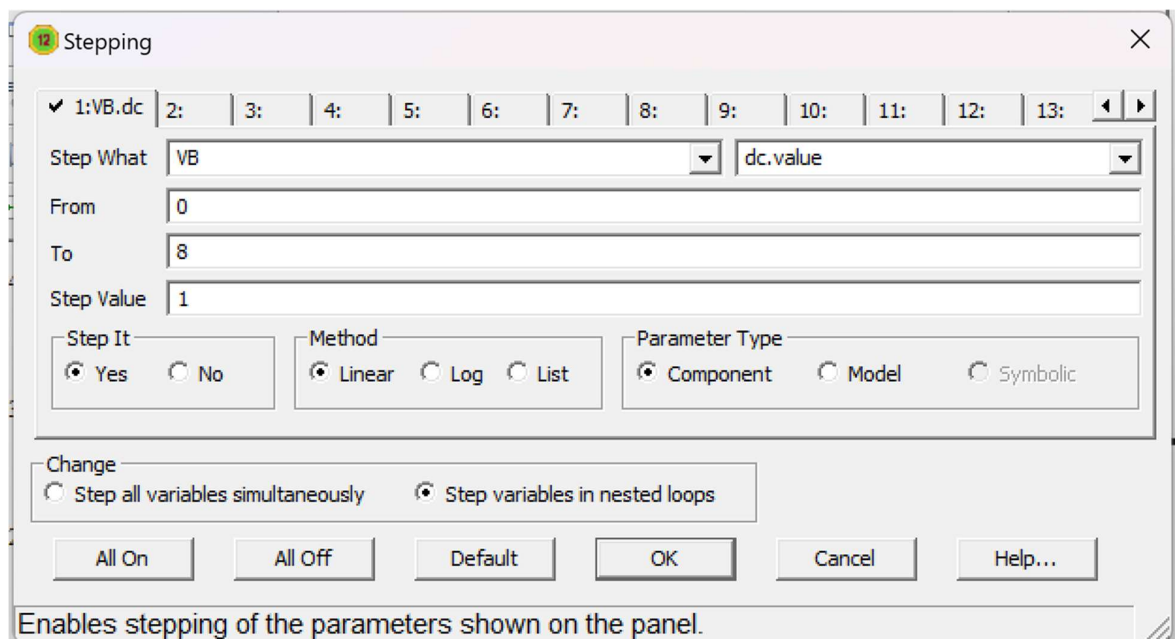 12 Stepping
1:VB.dc 2: 3: 4: 5: 6: 7: 8: 9: 10: 11: 12: 13:
Step What VB dc.value
From 0
To 8
Step Value 1
Step It Method Parameter Type
Yes No Linear Log List Component Model Symbolic
Change
Step all variables simultaneously Step variables in nested loops
All On All Off Default OK Cancel Help...
Enables stepping of the parameters shown on the panel.